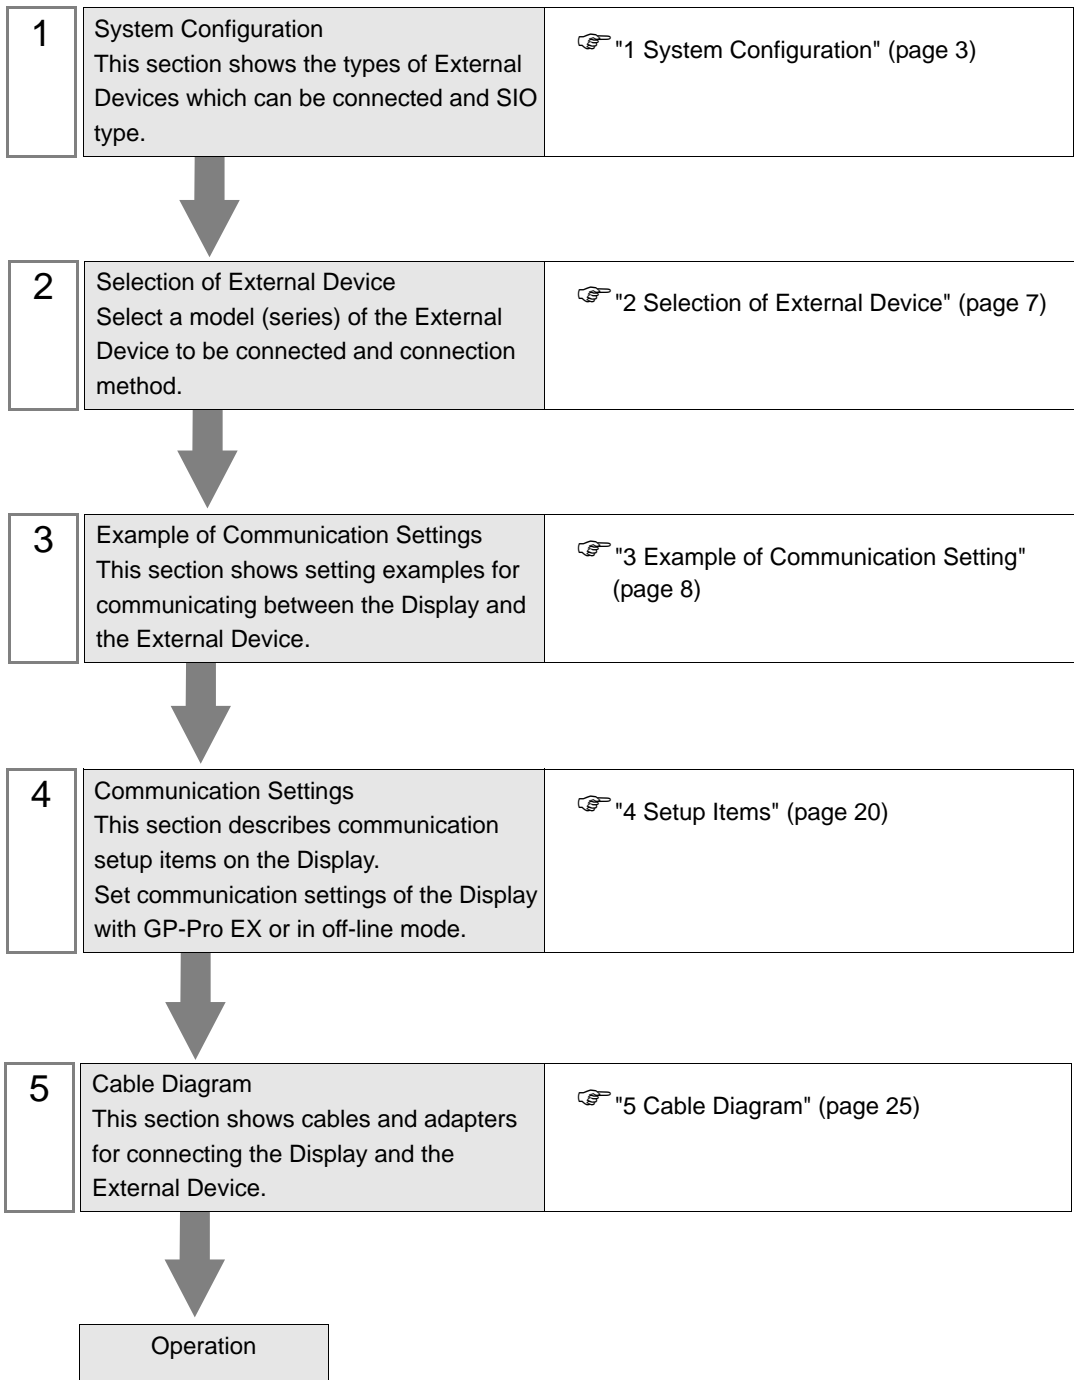 1
System Configuration
This section shows the types of External
Devices which can be connected and SIO
type.
"1 System Configuration" (page 3)
2
Selection of External Device
Select a model (series) of the External
Device to be connected and connection
method.
"2 Selection of External Device" (page 7)
3
Example of Communication Settings
This section shows setting examples for
communicating between the Display and
the External Device.
"3 Example of Communication Setting"
(page 8)
4
Communication Settings
This section describes communication
setup items on the Display.
Set communication settings of the Display
with GP-Pro EX or in off-line mode.
"4 Setup Items" (page 20)
5
Cable Diagram
This section shows cables and adapters
for connecting the Display and the
External Device.
"5 Cable Diagram" (page 25)
Operation